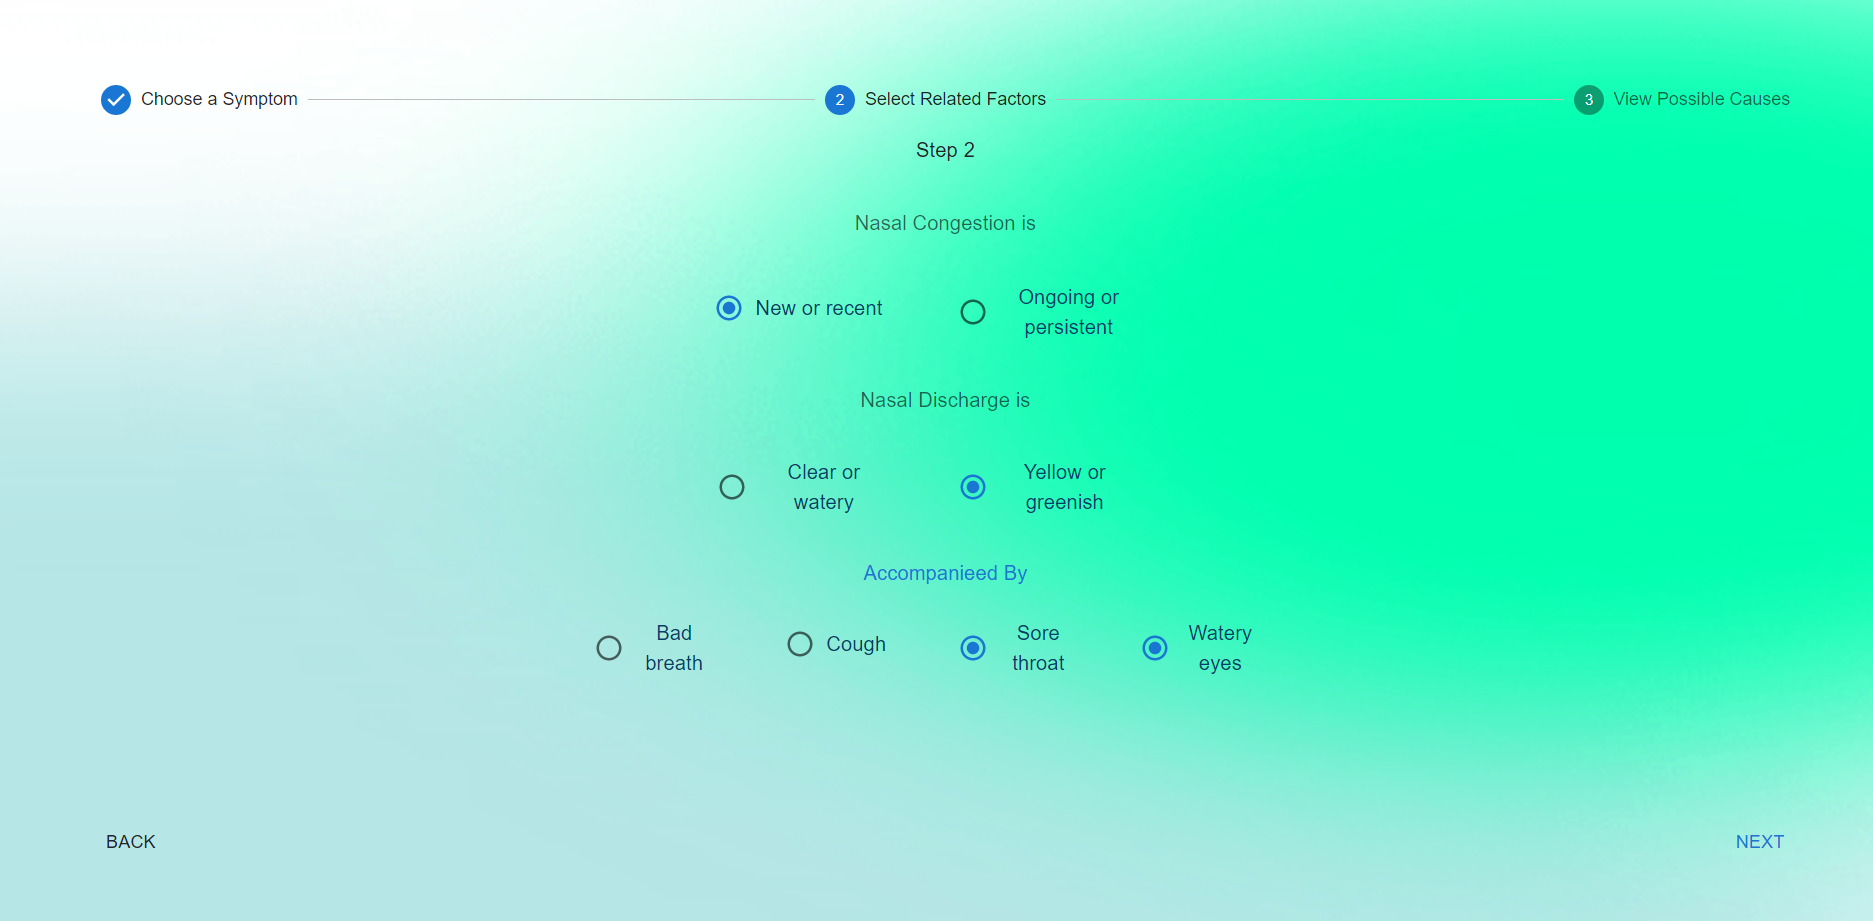 Choose a Symptom
2 Select Related Factors
3 View Possible Causes
Step 2
Nasal Congestion is
New or recent
Ongoing or
persistent
Nasal Discharge is
Clear or
watery
Yellow or
greenish
Accompanieed By
Bad
breath
Cough
Sore
throat
Watery
eyes
BACK
NEXT